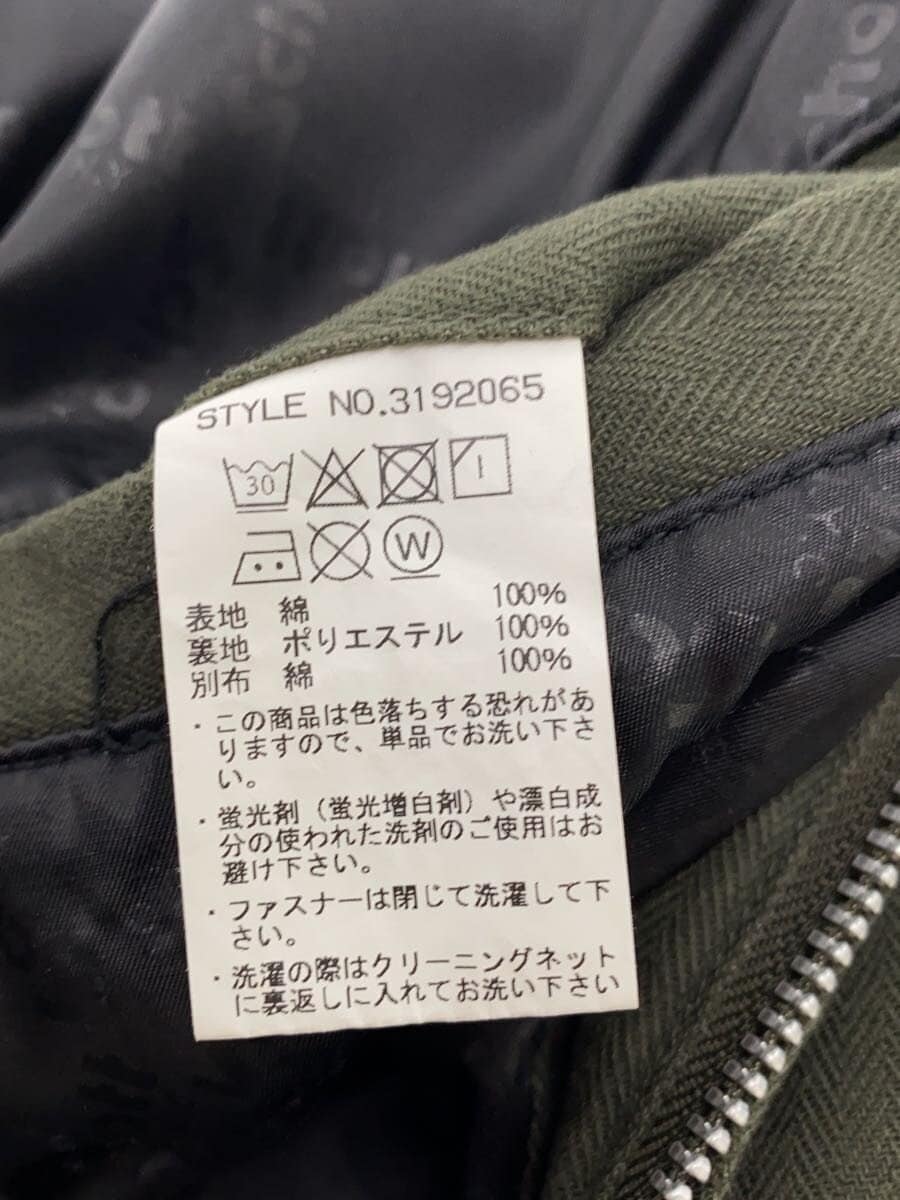 STYLE NO.3192065
30
W
表地 綿 100%
裏地 ポリエステル 100%
別布 綿 100%
・この商品は色落ちする恐れがあ
りますので、単品でお洗い下さ
い。
・蛍光剤（蛍光増白剤）や漂白成
分の使われた洗剤のご使用はお
避け下さい。
・ファスナーは閉じて洗濯して下
さい。
・洗濯の際はクリーニングネット
に裏返しに入れてお洗い下さい